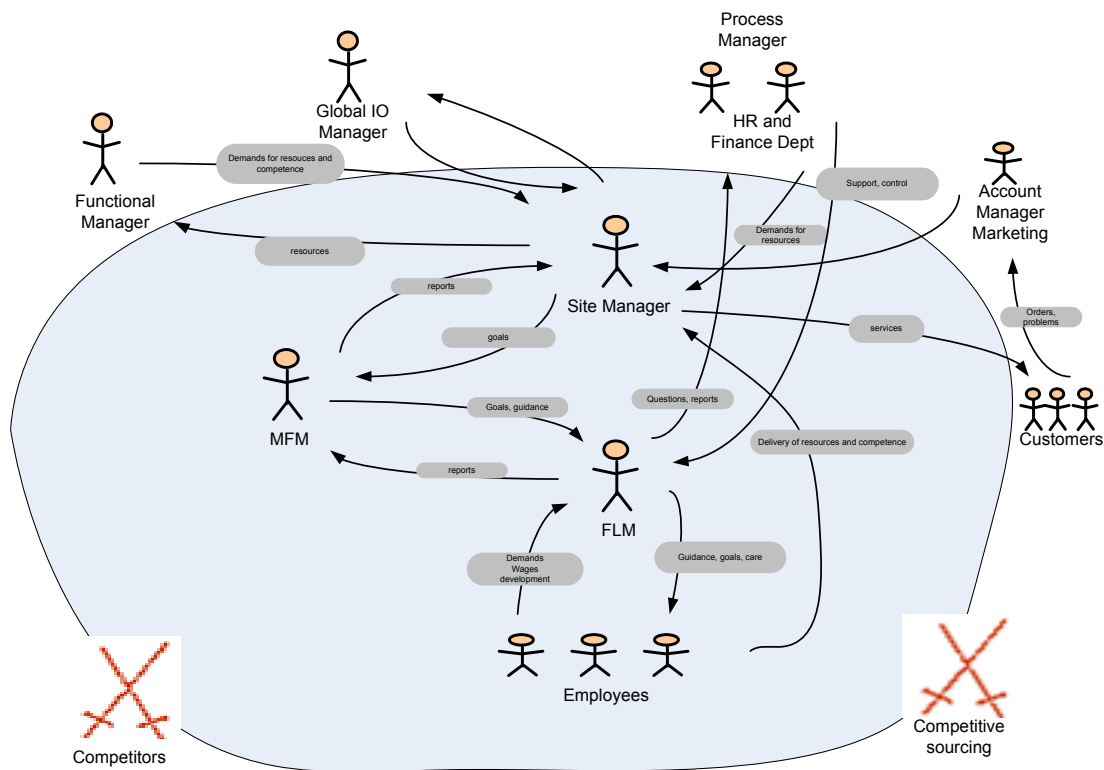 Process
Manager
Global IO
Manager
HR and
Finance Dept
Functional
Manager
Demands for resouces and
competence
Support, control
Account
Manager
Marketing
resources
Demands for
resources
reports
Site Manager
Orders,
problems
goals
services
MFM
Goals, guidance
Questions, reports
Customers
Delivery of resources and competence
reports
FLM
Demands
Wages
development
Guidance, goals, care
Employees
Competitors
Competitive
sourcing